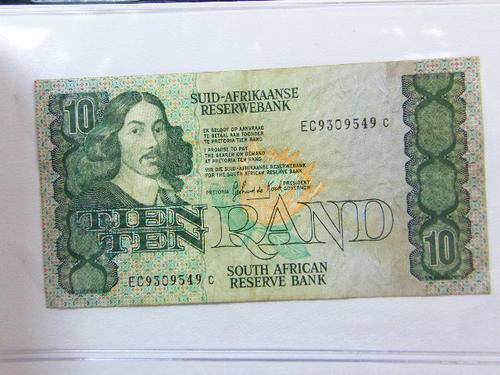 10
SUID-AFRIKAANSE
RESERWEBANK
EK BELOOF OP AANVRAAG
TE BETAAL AAN TOONDER
TE PRETORIA TIEN RAND
I PROMISE TO PAY
THE BEARER ON DEMAND
AT PRETORIA TEN RAND
VIR DIE SUID-AFRIKAANSE RESERWEBANK
FOR THE SOUTH AFRICAN RESERVE BANK
EC9309549 C
PRETORIA
PRESIDENT
GOVERNOR
TIEN
TEN
RAND
10
EC9309549 C
SOUTH AFRICAN
RESERVE BANK